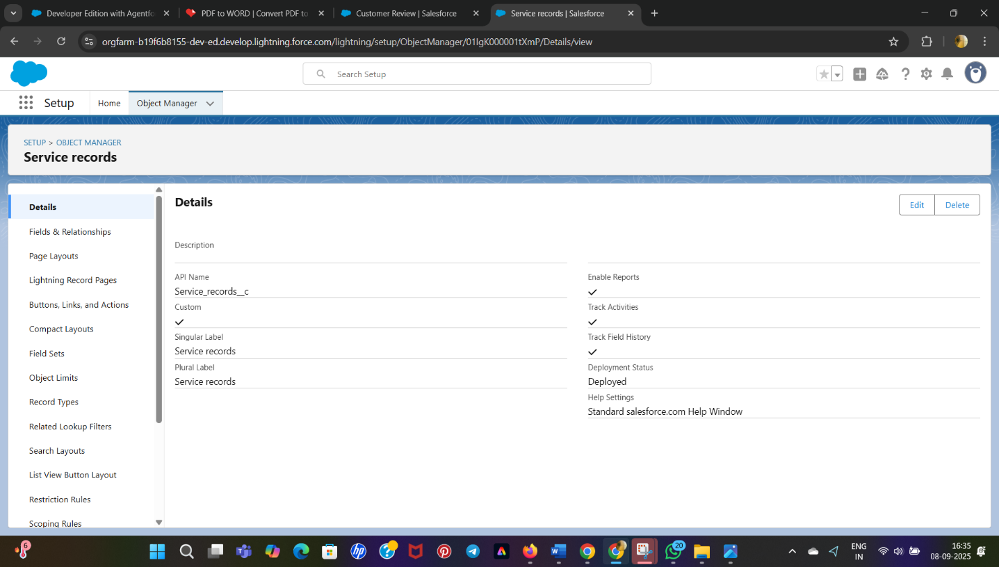 Developer Edition with Agentfo
PDF to WORD | Convert PDF to
Customer Review | Salesforce
Service records | Salesforce
orgfarm-b19f6b8155-dev-ed.develop.lightning.force.com/lightning/setup/ObjectManager/01IgK000001tXmP/Details/view
Search Setup
Setup
Home
Object Manager
SETUP > OBJECT MANAGER
Service records
Details
Fields & Relationships
Page Layouts
Lightning Record Pages
Buttons, Links, and Actions
Compact Layouts
Field Sets
Object Limits
Record Types
Related Lookup Filters
Search Layouts
List View Button Layout
Restriction Rules
Scoping Rules
Details
Edit
Delete
Description
API Name
Service_records__c
Custom
Singular Label
Service records
Plural Label
Service records
Enable Reports
Track Activities
Track Field History
Deployment Status
Deployed
Help Settings
Standard salesforce.com Help Window
6
20
ENG
IN
16:35
08-09-2025